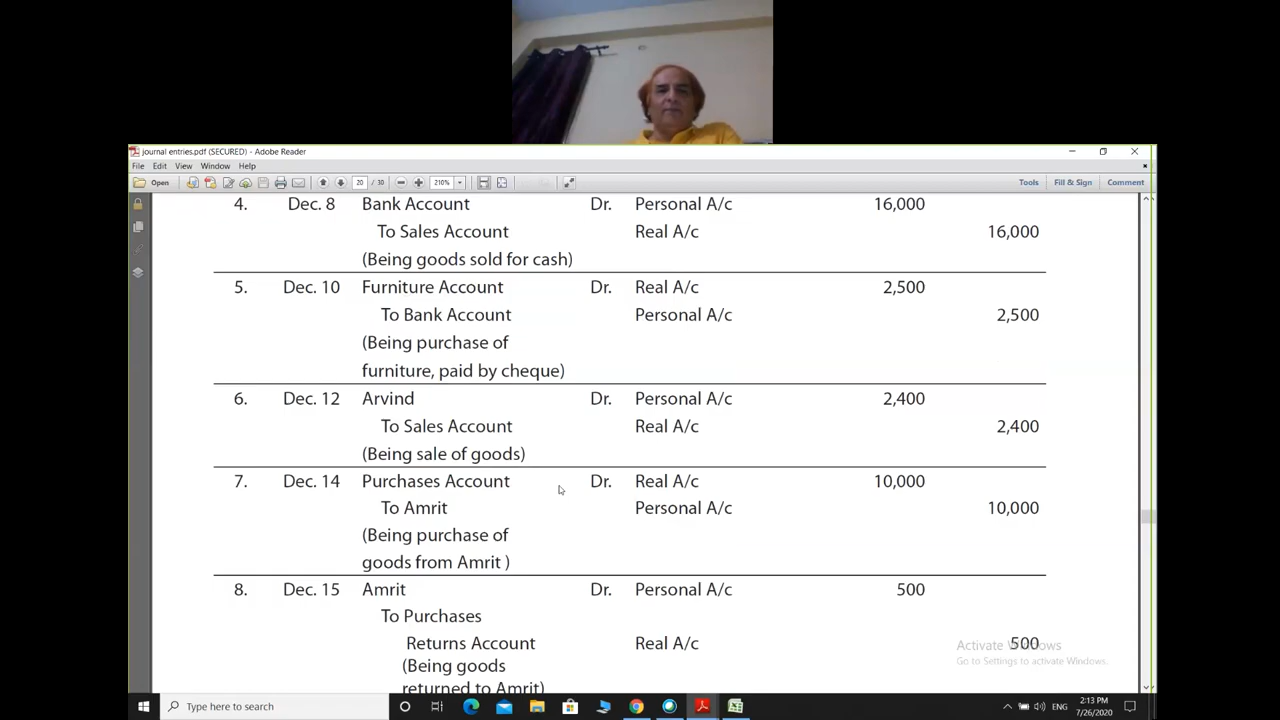 journal entries.pdf (SECURED) - Adobe Reader
File Edit View Window Help
Open 20 / 30 210% Tools Fill & Sign Comment
4. Dec. 8 Bank Account Dr. Personal A/c 16,000
To Sales Account Real A/c 16,000
(Being goods sold for cash)
5. Dec. 10 Furniture Account Dr. Real A/c 2,500
To Bank Account Personal A/c 2,500
(Being purchase of
furniture, paid by cheque)
6. Dec. 12 Arvind Dr. Personal A/c 2,400
To Sales Account Real A/c 2,400
(Being sale of goods)
7. Dec. 14 Purchases Account Dr. Real A/c 10,000
To Amrit Personal A/c 10,000
(Being purchase of
goods from Amrit )
8. Dec. 15 Amrit Dr. Personal A/c 500
To Purchases
Returns Account Real A/c 500
(Being goods
returned to Amrit)
Activate Windows
Go to Settings to activate Windows.
Type here to search
ENG
2:13 PM
7/26/2020